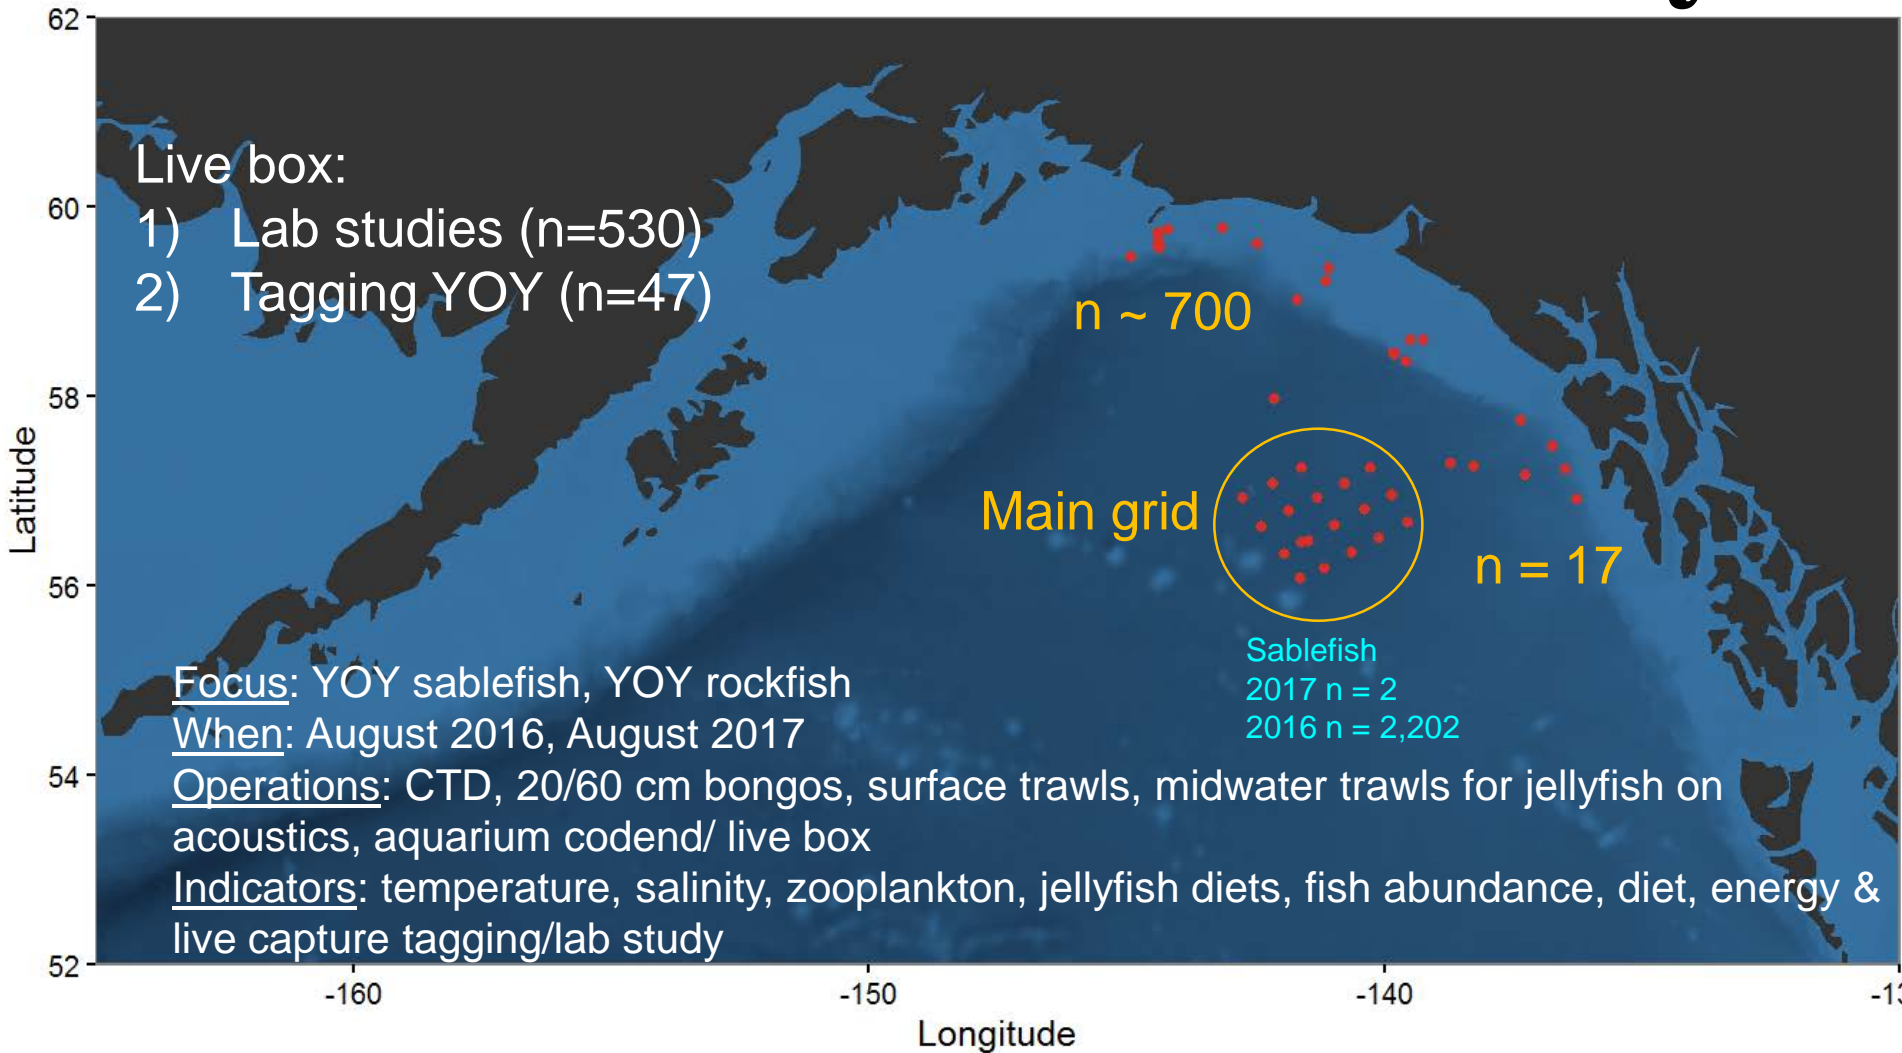 62
60
58
56
54
52
Latitude
Live box:
1) Lab studies (n=530)
2) Tagging YOY (n=47)
n ~ 700
Main grid
n = 17
Sablefish
2017 n = 2
2016 n = 2,202
Focus: YOY sablefish, YOY rockfish
When: August 2016, August 2017
Operations: CTD, 20/60 cm bongos, surface trawls, midwater trawls for jellyfish on
acoustics, aquarium codend/ live box
Indicators: temperature, salinity, zooplankton, jellyfish diets, fish abundance, diet, energy &
live capture tagging/lab study
-160
-150
-140
Longitude